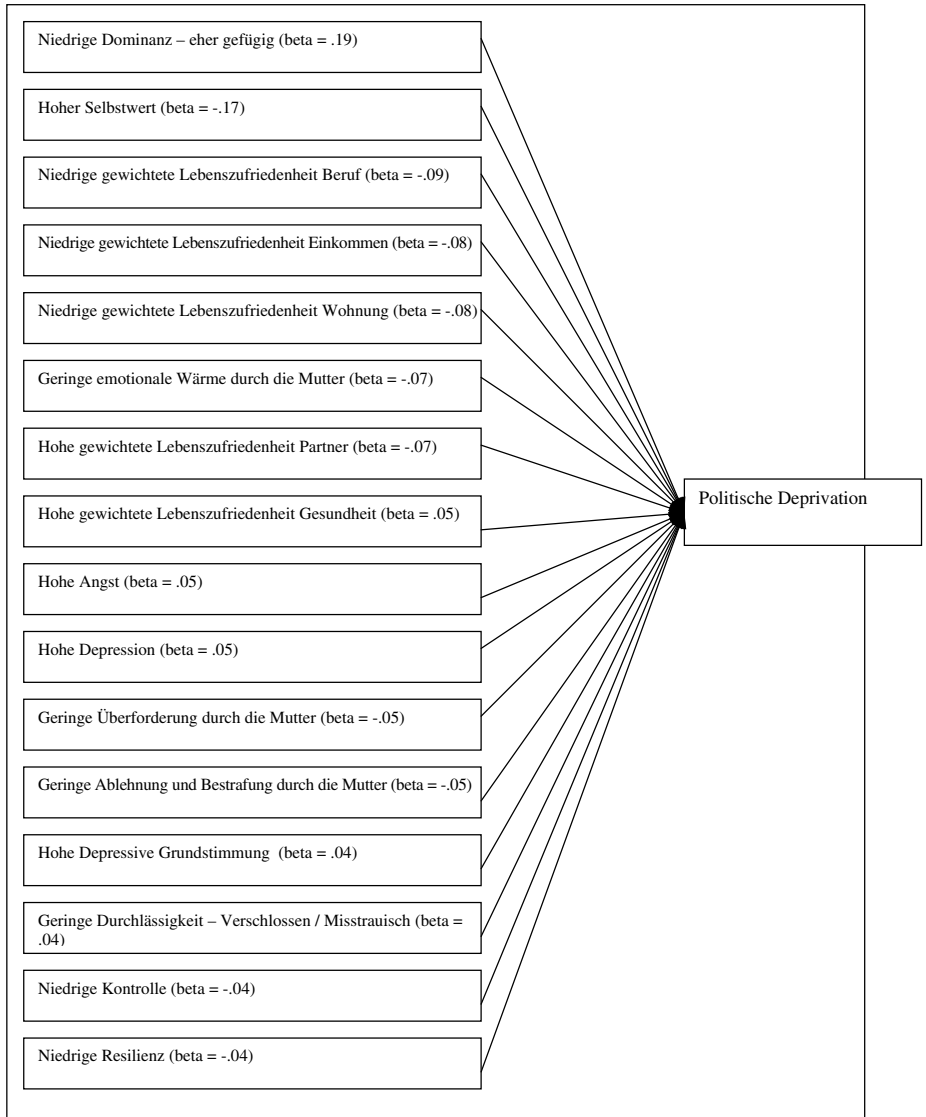 Niedrige Dominanz – eher gefügig (beta = .19)
Hoher Selbstwert (beta = -.17)
Niedrige gewichtete Lebenszufriedenheit Beruf (beta = -.09)
Niedrige gewichtete Lebenszufriedenheit Einkommen (beta = -.08)
Niedrige gewichtete Lebenszufriedenheit Wohnung (beta = -.08)
Geringe emotionale Wärme durch die Mutter (beta = -.07)
Hohe gewichtete Lebenszufriedenheit Partner (beta = -.07)
Hohe gewichtete Lebenszufriedenheit Gesundheit (beta = .05)
Politische Deprivation
Hohe Angst (beta = .05)
Hohe Depression (beta = .05)
Geringe Überforderung durch die Mutter (beta = -.05)
Geringe Ablehnung und Bestrafung durch die Mutter (beta = -.05)
Hohe Depressive Grundstimmung  (beta = .04)
Geringe Durchlässigkeit – Verschlossen / Misstrauisch (beta =
.04)
Niedrige Kontrolle (beta = -.04)
Niedrige Resilienz (beta = -.04)